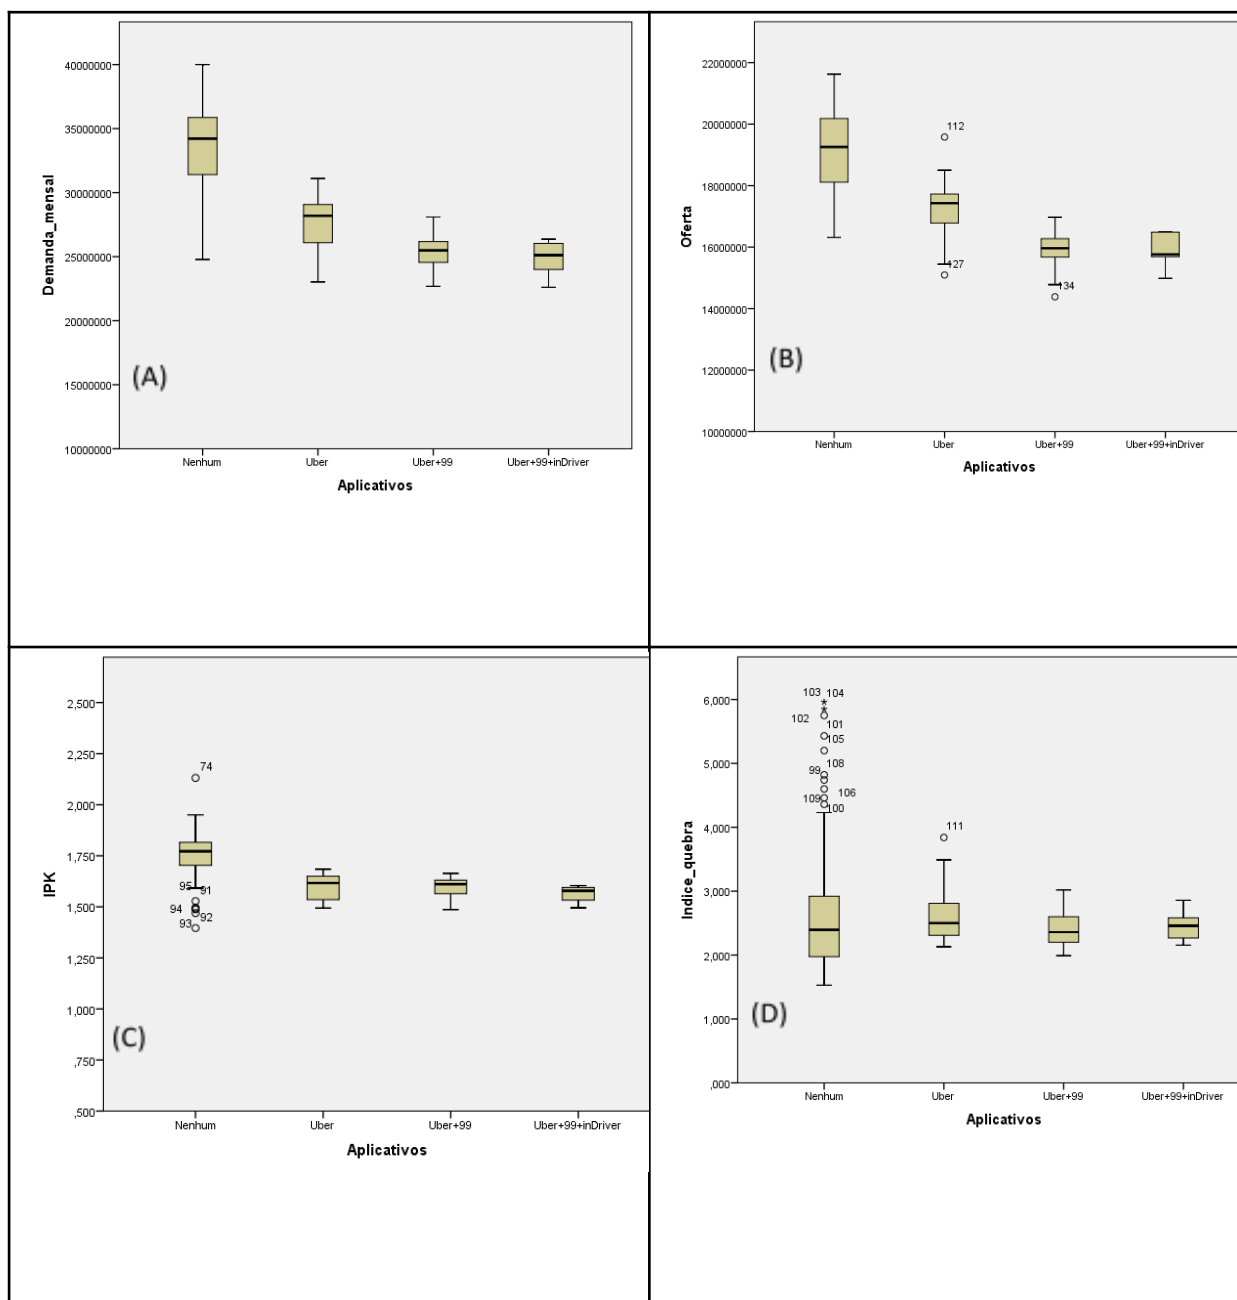 40000000
35000000
30000000
25000000
20000000
15000000
10000000
Demanda_mensal
(A)
Nenhum Uber Uber+99 Uber+99+inDriver
Aplicativos
22000000
20000000
18000000
16000000
14000000
12000000
10000000
Oferta
112
127
134
(B)
Nenhum Uber Uber+99 Uber+99+inDriver
Aplicativos
2,500
2,250
2,000
1,750
1,500
1,250
1,000
,750
,500
IPK
74
95 91
94 92
93
(C)
Nenhum Uber Uber+99 Uber+99+inDriver
Aplicativos
6,000
5,000
4,000
3,000
2,000
1,000
,000
Indice_quebra
103 104
102 101
105
99 108
109 106
100
111
(D)
Nenhum Uber Uber+99 Uber+99+inDriver
Aplicativos